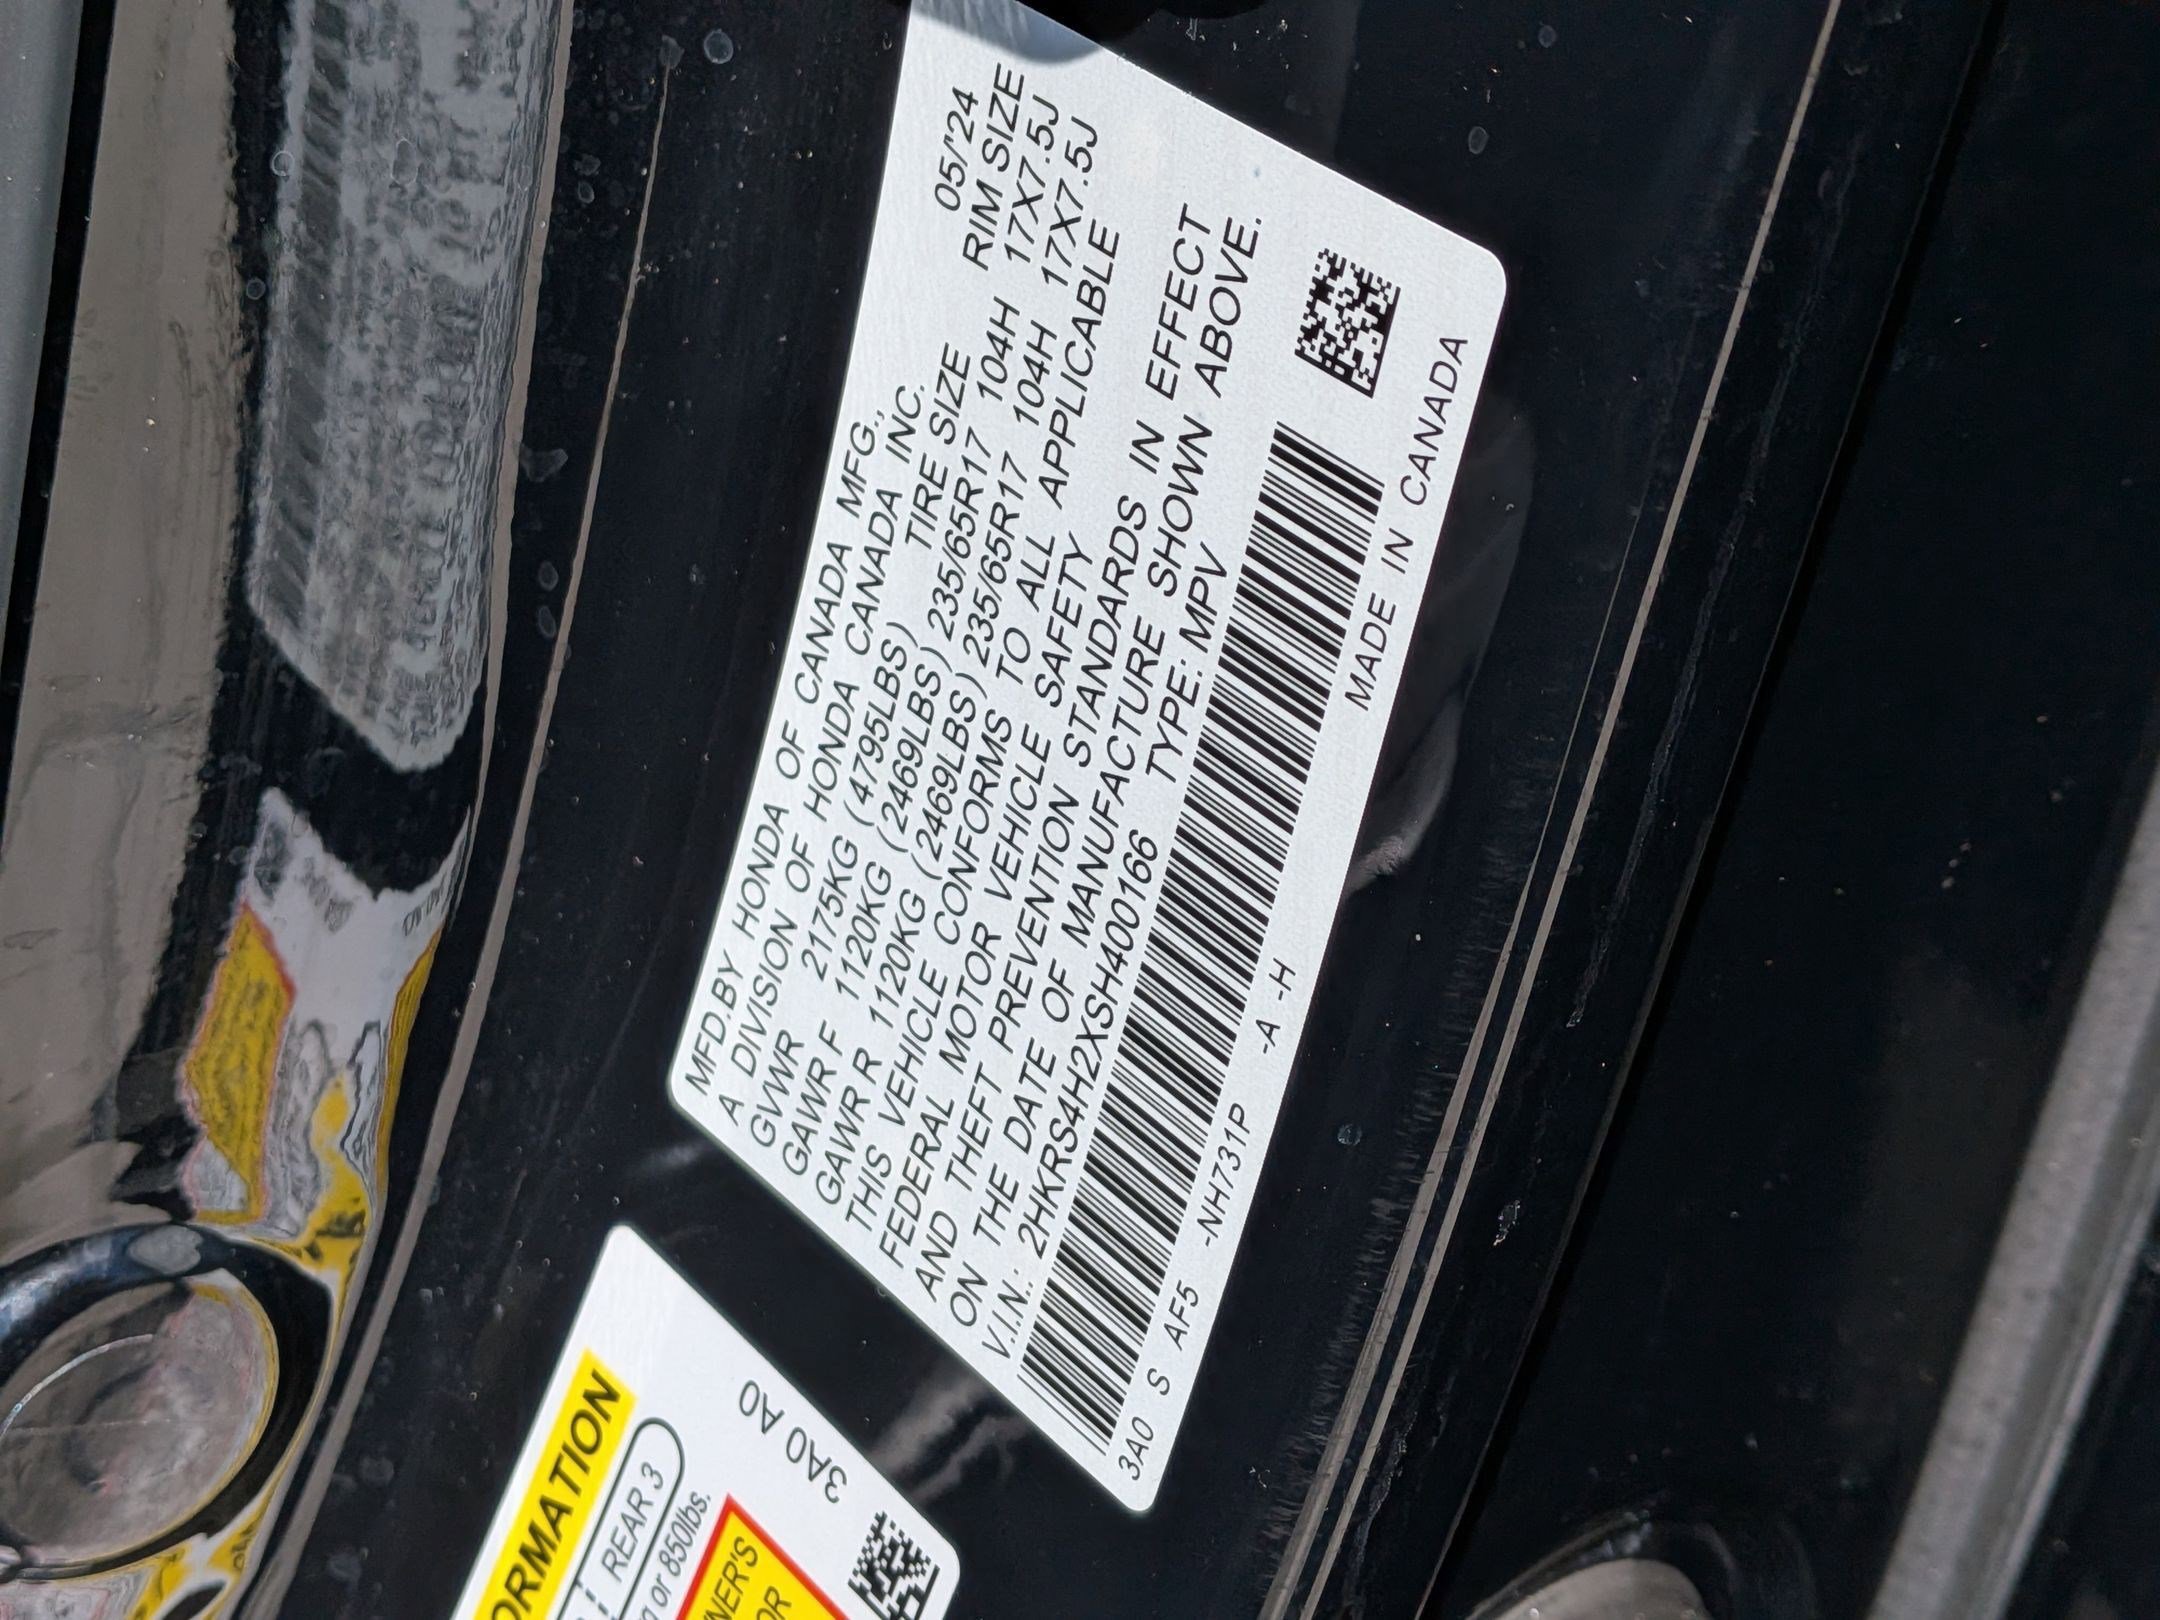 MFD.BY HONDA OF CANADA MFG.,
A DIVISION OF HONDA CANADA INC. 05/'24
GVWR 2175KG (4795LBS) TIRE SIZE RIM SIZE
GAWR F 1120KG (2469LBS) 235/65R17 104H 17X7.5J
GAWR R 1120KG (2469LBS) 235/65R17 104H 17X7.5J
THIS VEHICLE CONFORMS TO ALL APPLICABLE
FEDERAL MOTOR VEHICLE SAFETY
AND THEFT PREVENTION STANDARDS IN EFFECT
ON THE DATE OF MANUFACTURE SHOWN ABOVE.
V.I.N.: 2HKRS4H2XSH400166 TYPE: MPV
3A0 S AF5 -NH731P -A -H MADE IN CANADA
ORMATION
REAR 3
or 850lbs.
NER'S
OR
3A0 A0